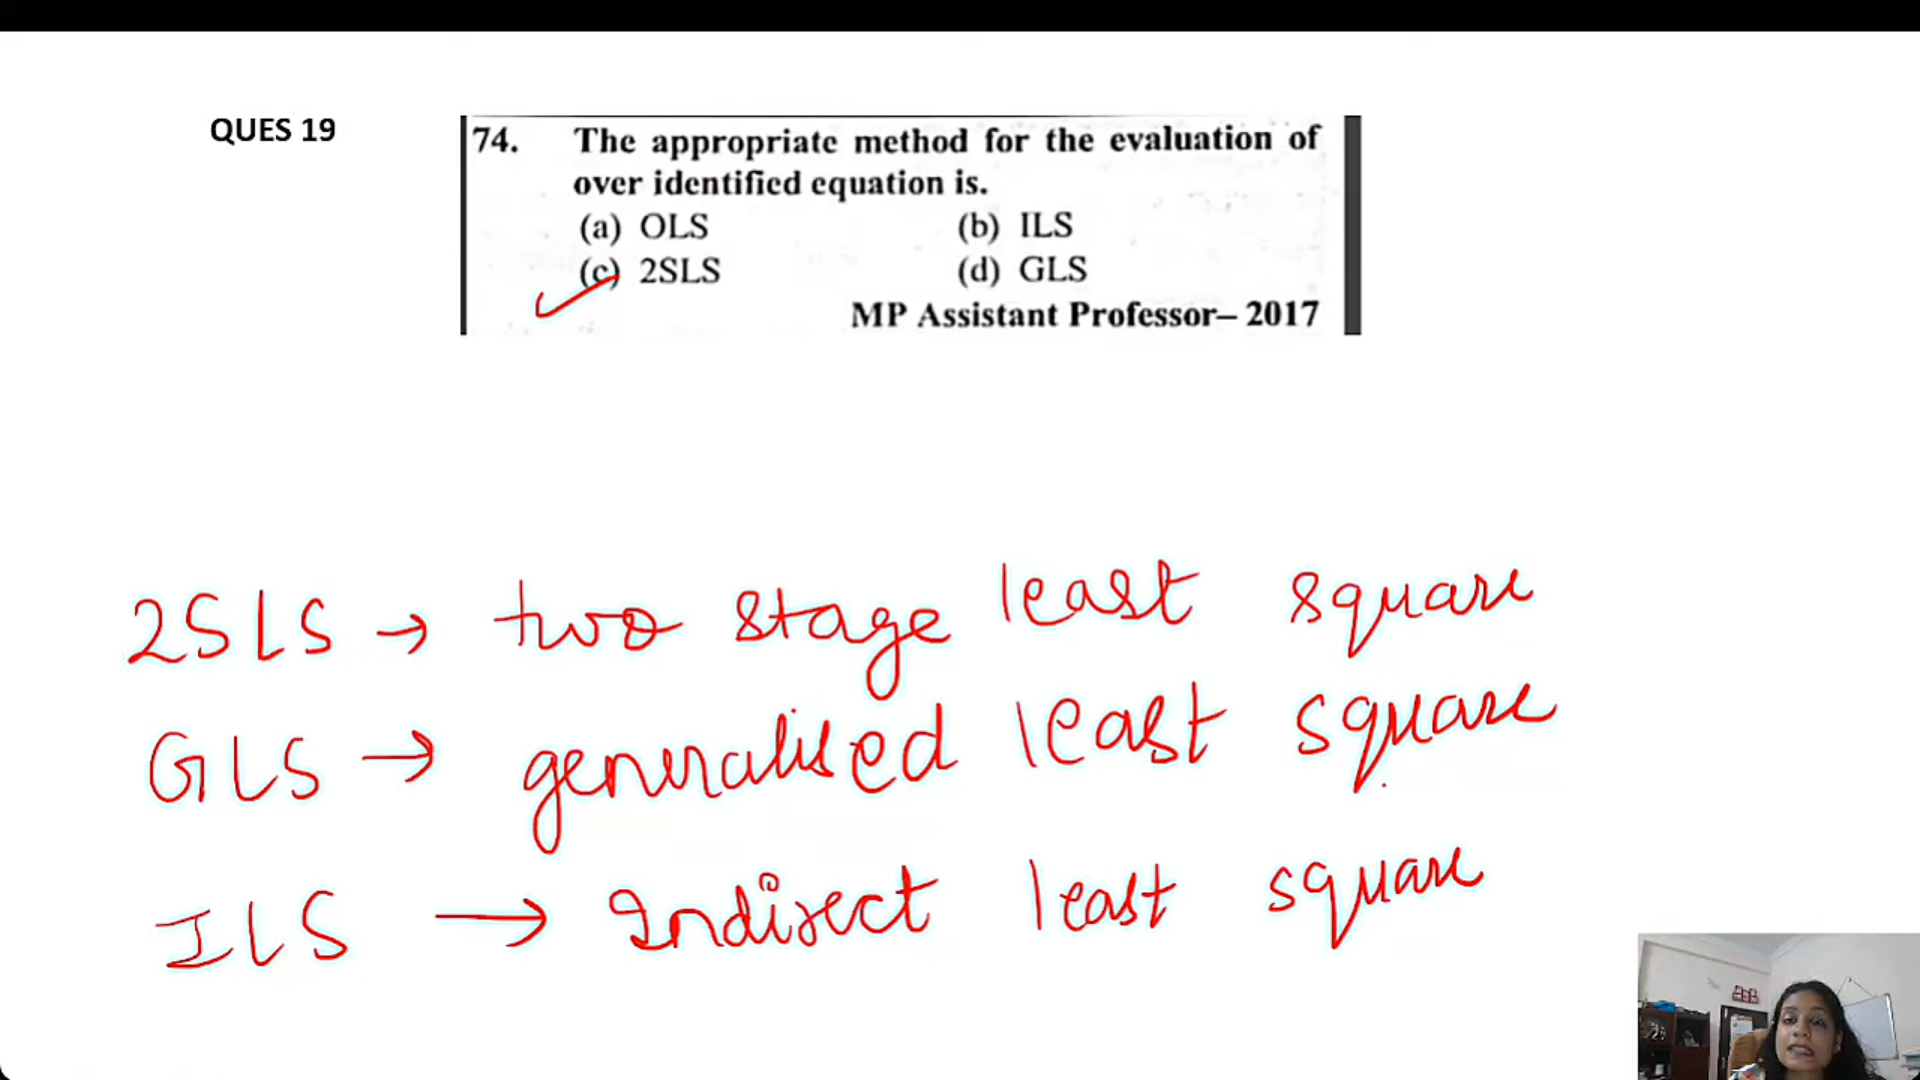 QUES 19
74. The appropriate method for the evaluation of
over identified equation is.
(a) OLS (b) ILS
(c) 2SLS (d) GLS
MP Assistant Professor– 2017
2SLS → two stage least square
GLS → generalised least square
ILS → Indirect least square